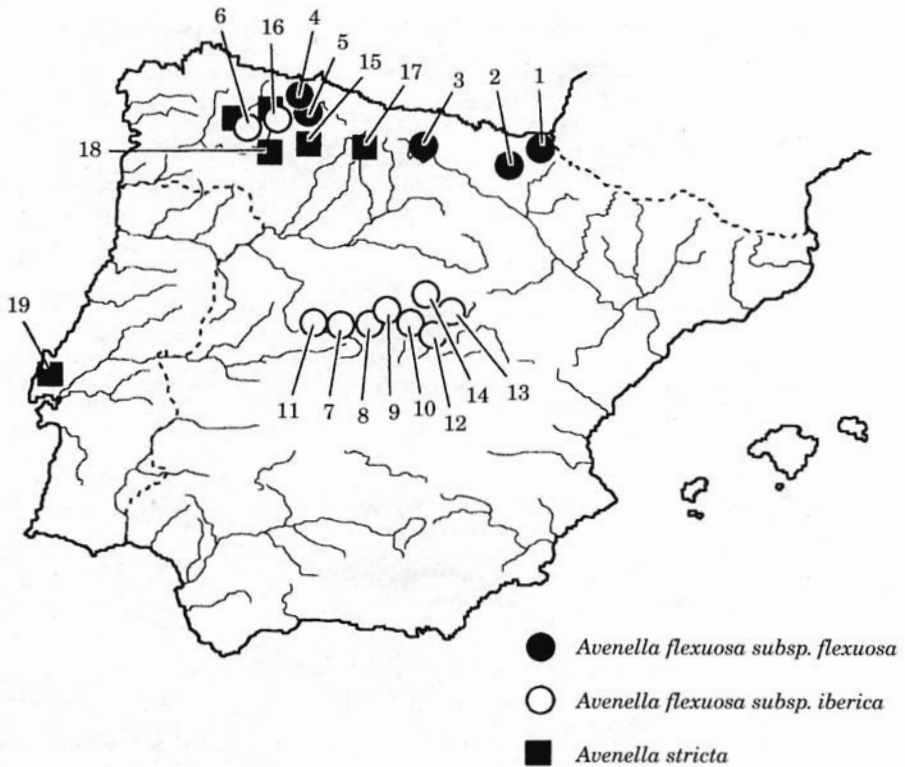 6 16 4 5 15 17 3 2 1
18
19
11 7 8 9 10 12 14 13
Avenella flexuosa subsp. flexuosa
Avenella flexuosa subsp. iberica
Avenella stricta